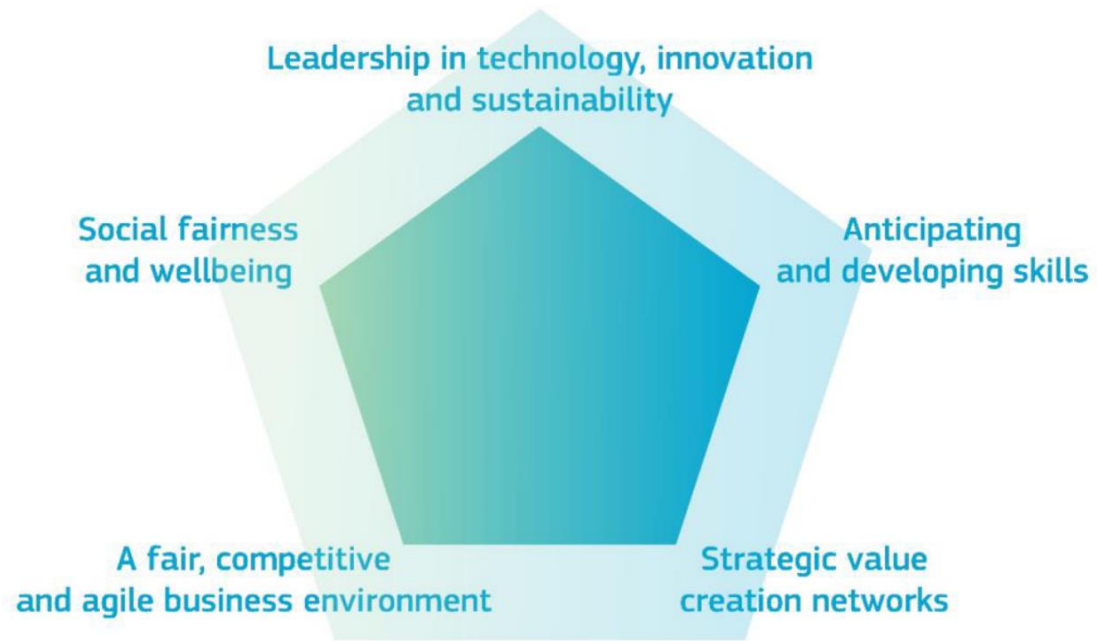 Leadership in technology, innovation
and sustainability
Social fairness
and wellbeing
Anticipating
and developing skills
A fair, competitive
and agile business environment
Strategic value
creation networks